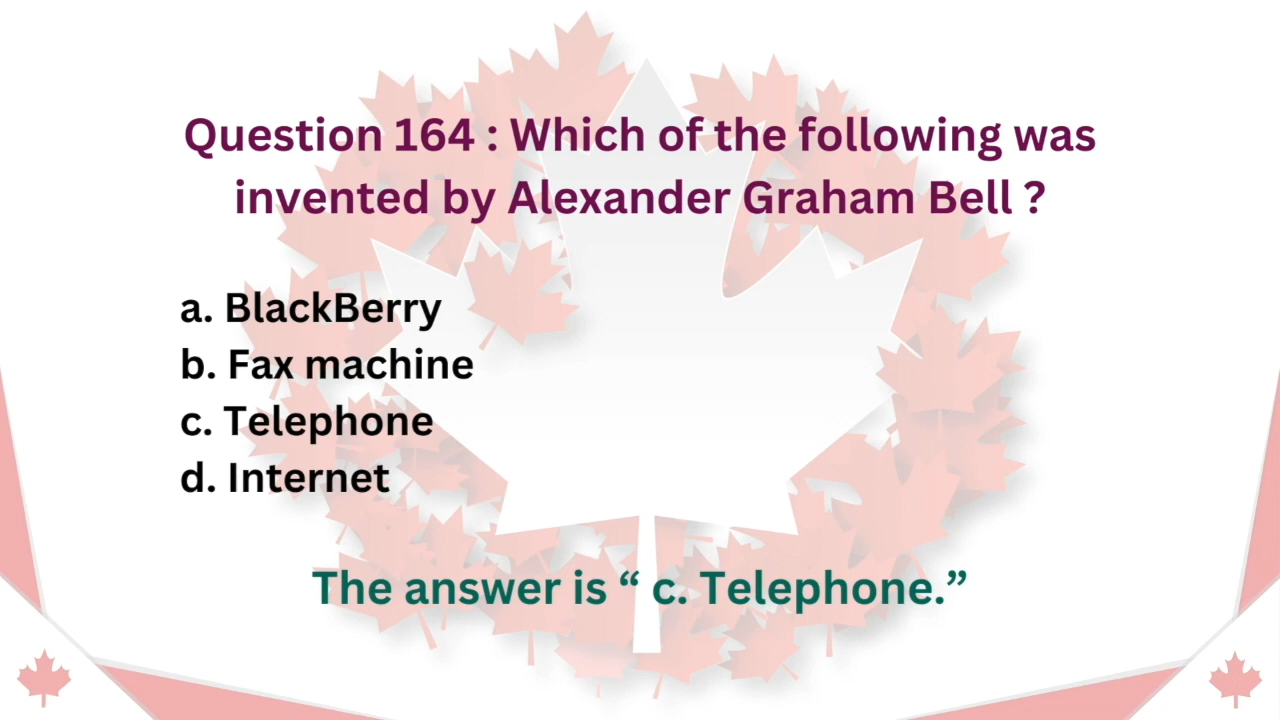 Question 164 : Which of the following was
invented by Alexander Graham Bell ?
a. BlackBerry
b. Fax machine
c. Telephone
d. Internet
The answer is “ c. Telephone.”